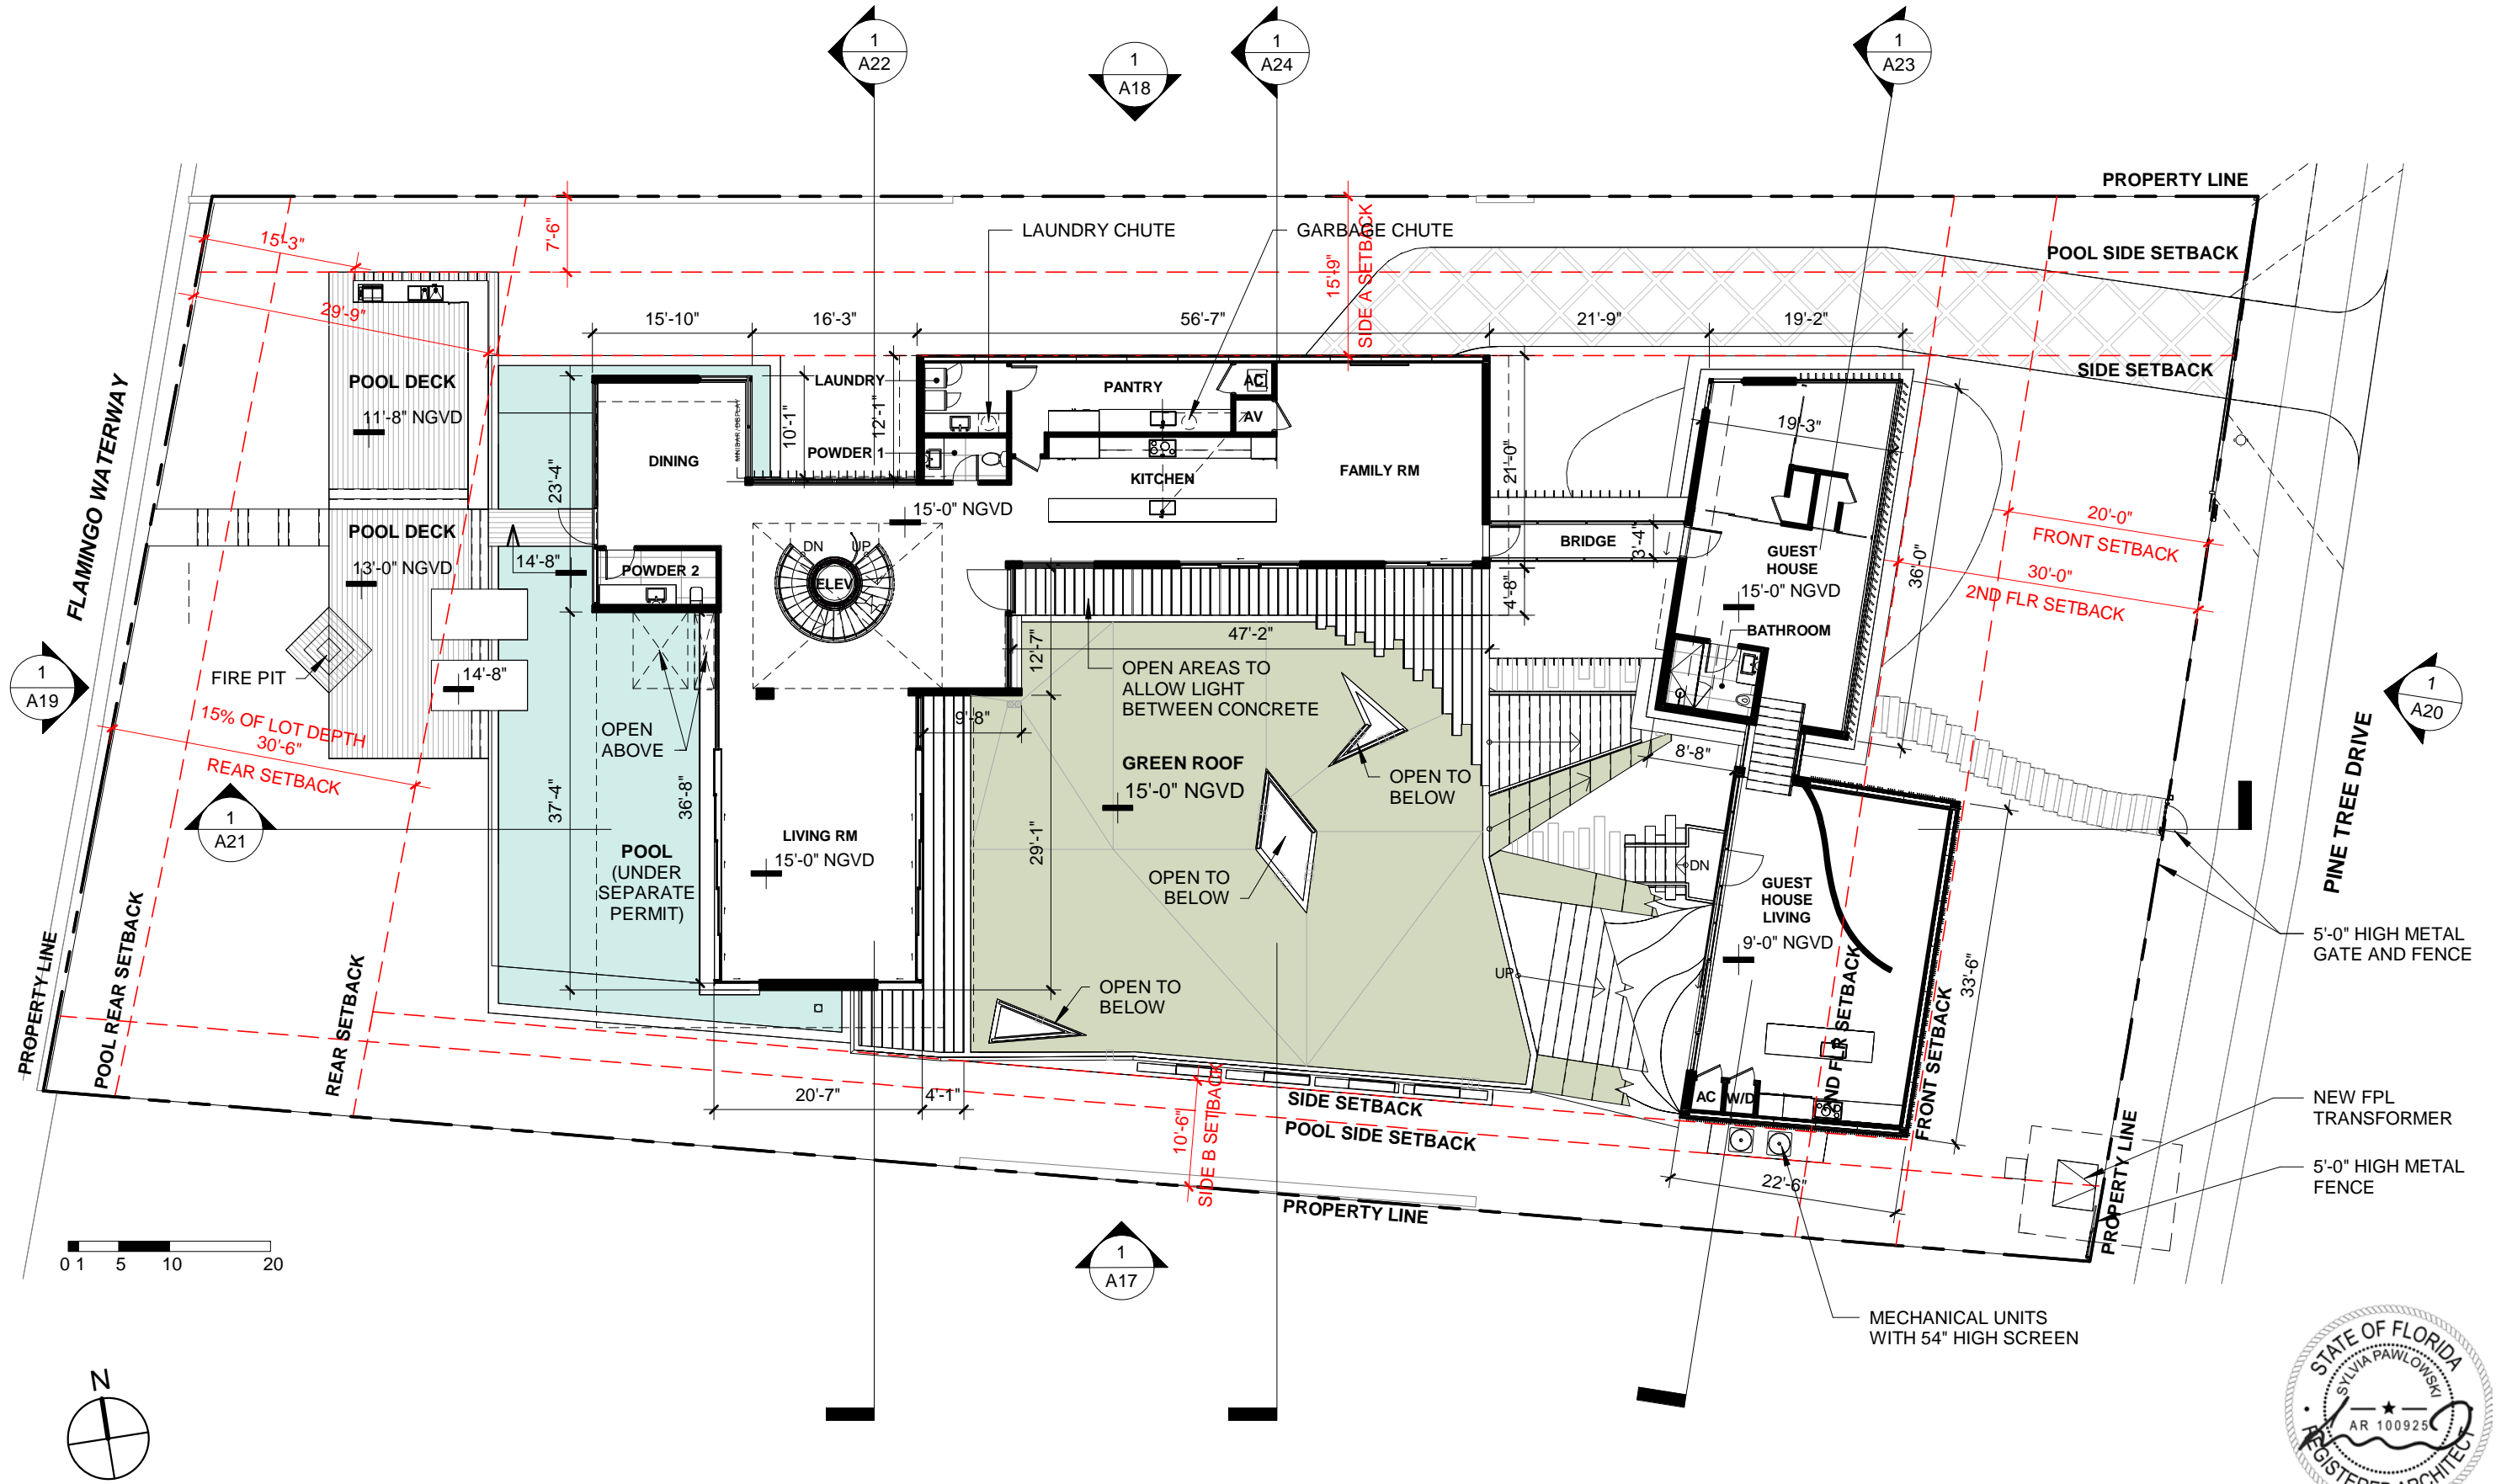 1
A22
1
A18
1
A24
1
A23
PROPERTY LINE
LAUNDRY CHUTE
GARBAGE CHUTE
15'-3"
7'-6"
15'-9"
SIDE A SETBACK
POOL SIDE SETBACK
29'-9"
15'-10"
16'-3"
56'-7"
21'-9"
19'-2"
SIDE SETBACK
FLAMINGO WATERWAY
POOL DECK
11'-8" NGVD
LAUNDRY
PANTRY
AC
AV
MINIBAR/DISPLAY
10'-1"
12'-1"
19'-3"
DINING
POWDER 1
KITCHEN
FAMILY RM
21'-0"
23'-4"
15'-0" NGVD
POOL DECK
13'-0" NGVD
14'-8"
POWDER 2
DN
UP
ELEV
BRIDGE
3'-4"
GUEST
HOUSE
15'-0" NGVD
36'-0"
20'-0"
FRONT SETBACK
30'-0"
2ND FLR SETBACK
4'-8"
BATHROOM
47'-2"
12'-7"
FIRE PIT
14'-8"
1
A19
OPEN AREAS TO
ALLOW LIGHT
BETWEEN CONCRETE
1
A20
15% OF LOT DEPTH
30'-6"
REAR SETBACK
OPEN
ABOVE
9'-8"
8'-8"
GREEN ROOF
15'-0" NGVD
OPEN TO
BELOW
PINE TREE DRIVE
1
A21
37'-4"
36'-8"
LIVING RM
15'-0" NGVD
29'-1"
POOL
(UNDER
SEPARATE
PERMIT)
OPEN TO
BELOW
DN
GUEST
HOUSE
LIVING
9'-0" NGVD
5'-0" HIGH METAL
GATE AND FENCE
PROPERTY LINE
POOL REAR SETBACK
REAR SETBACK
UP
OPEN TO
BELOW
33'-6"
2ND FLR SETBACK
FRONT SETBACK
20'-7"
4'-1"
SIDE SETBACK
POOL SIDE SETBACK
10'-6"
SIDE B SETBACK
AC
W/D
NEW FPL
TRANSFORMER
PROPERTY LINE
5'-0" HIGH METAL
FENCE
22'-6"
PROPERTY LINE
0 1 5 10 20
1
A17
MECHANICAL UNITS
WITH 54" HIGH SCREEN
N
STATE OF FLORIDA
SYLVIA PAWLOWSKI
AR 100925
REGISTERED ARCHITECT